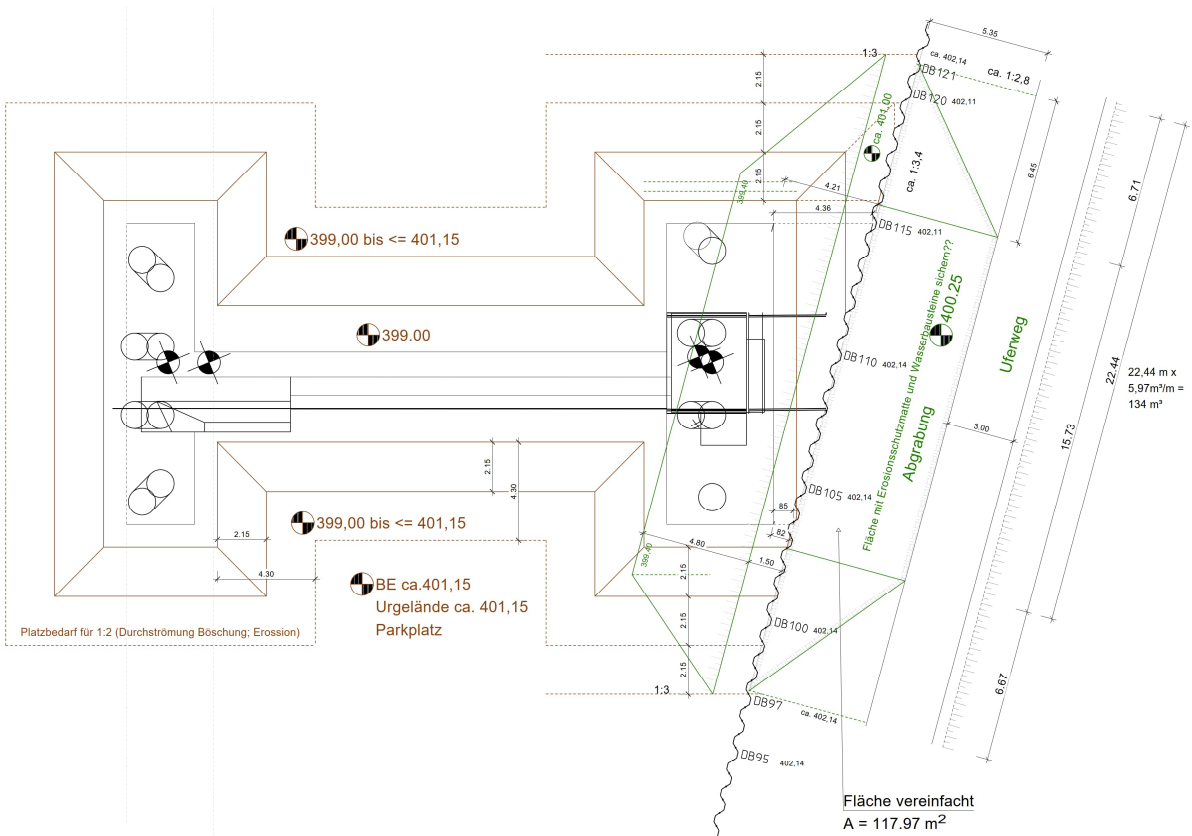 5.35
1:3
ca. 402,14
DB121
ca. 1:2,8
DB120 402,11
2.15
2.15
2.15
ca. 401.00
ca. 1:3,4
6.45
6.71
399.40
4.21
4.36
DB115 402,11
399,00 bis <= 401,15
399.00
Fläche mit Erosionsschutzmatte und Wasserbausteine sichern??
400.25
Uferweg
DB110 402,14
22.44
22,44 m x
5,97m³/m =
134 m³
Abgrabung
3.00
15.73
2.15
4.30
DB105 402,14
85
82
399,00 bis <= 401,15
2.15
4.30
4.80
1.50
399.40
BE ca.401,15
Urgelände ca. 401,15
Parkplatz
Platzbedarf für 1:2 (Durchströmung Böschung; Erossion)
2.15
2.15
2.15
DB100 402,14
6.67
1:3
DB97
ca. 402,14
DB95 402,14
Fläche vereinfacht
A = 117.97 m²